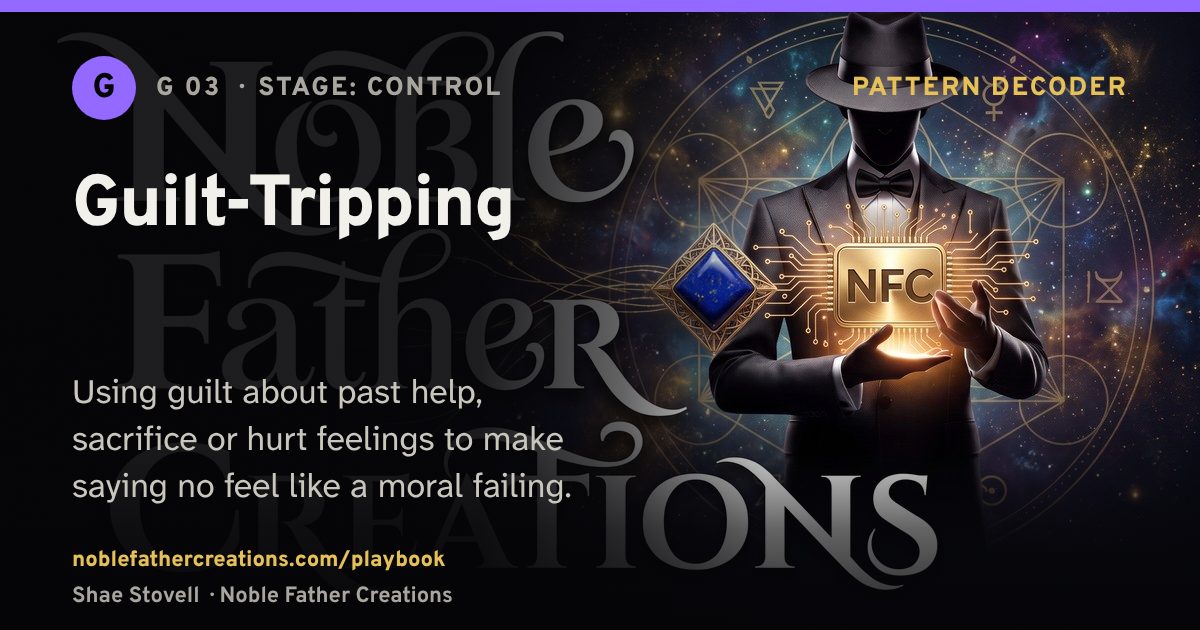 G
G 03 · STAGE: CONTROL
PATTERN DECODER
Noble
Guilt-Tripping
Father
NFC
Using guilt about past help,
sacrifice or hurt feelings to make
saying no feel like a moral failing.
Creations
noblefathercreations.com/playbook
Shae Stovell · Noble Father Creations